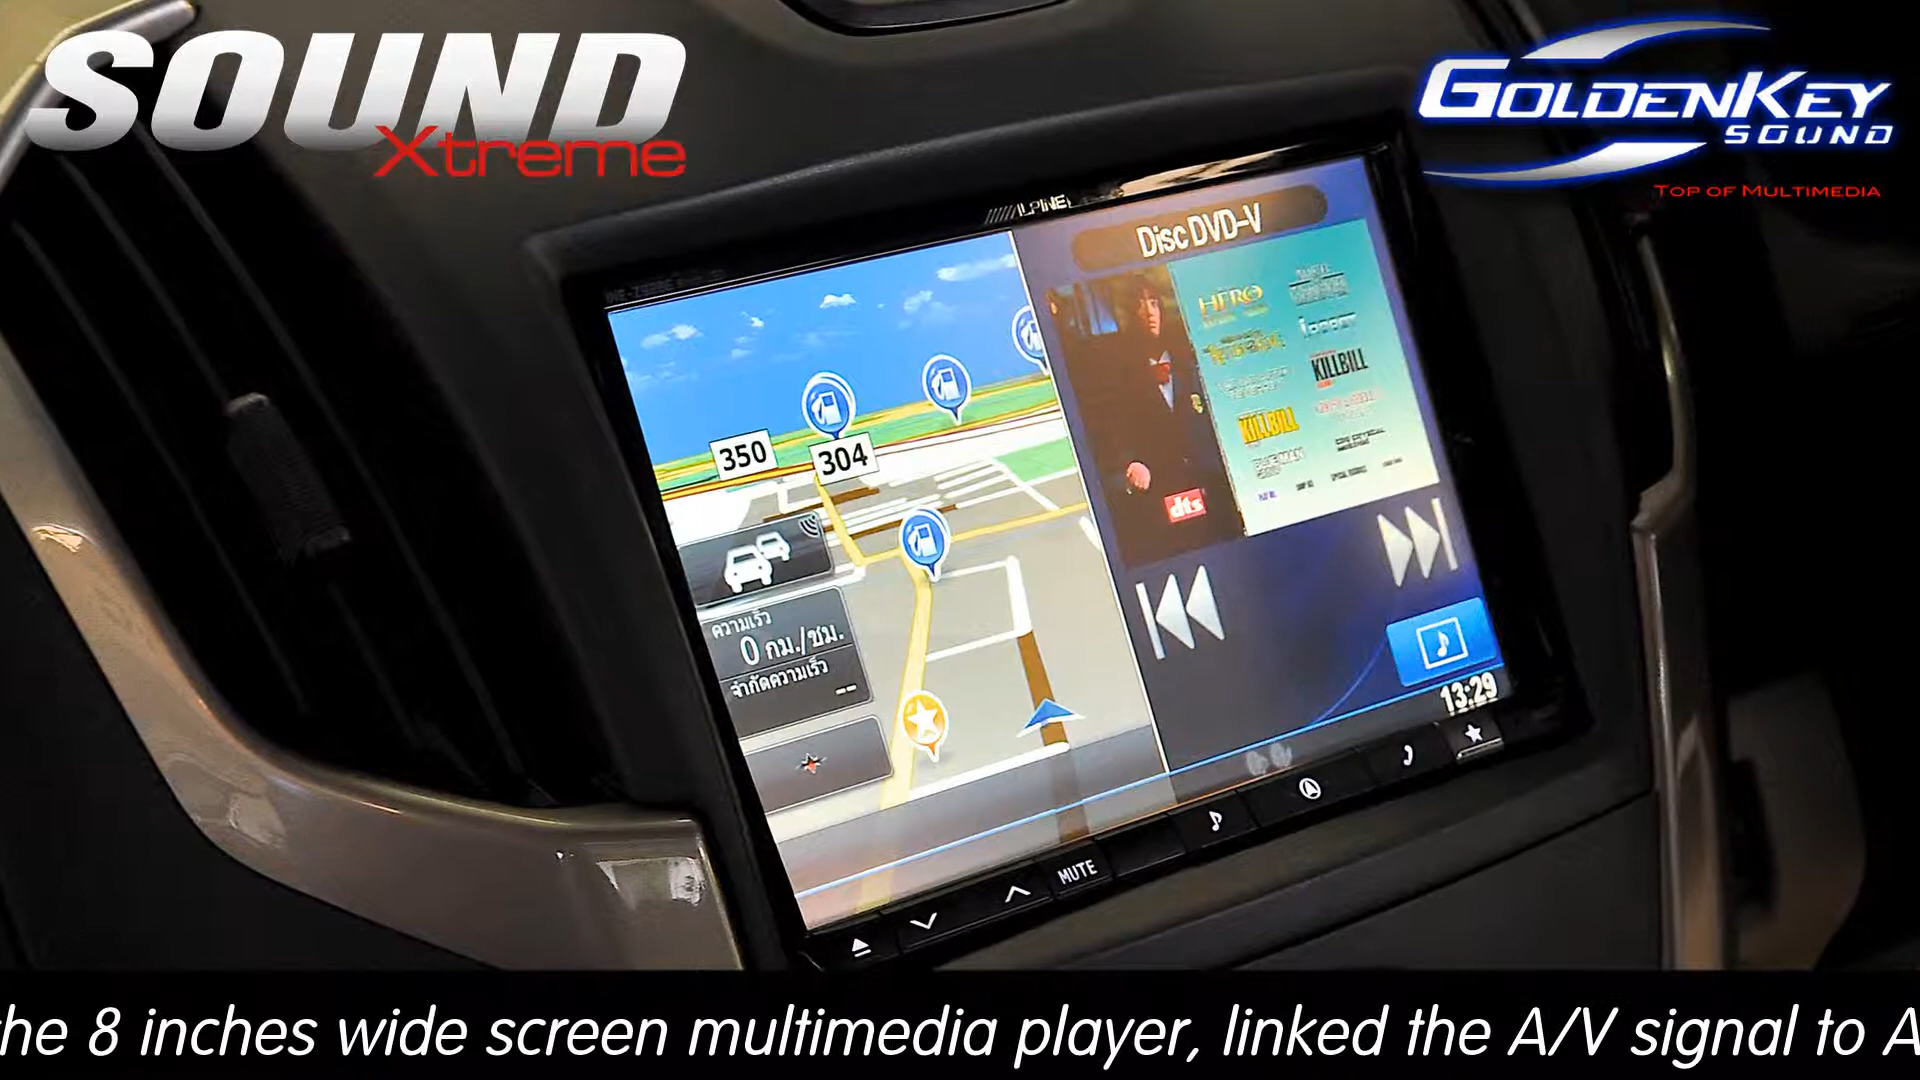 SOUND
Xtreme
GOLDENKEY
SOUND
TOP OF MULTIMEDIA
ALPINE
Disc DVD-V
HERO
KILLBILL
KILLBILL
dts
350
304
ความเร็ว
0 กม./ชม.
จำกัดความเร็ว
--
13:29
MUTE
the 8 inches wide screen multimedia player, linked the A/V signal to A